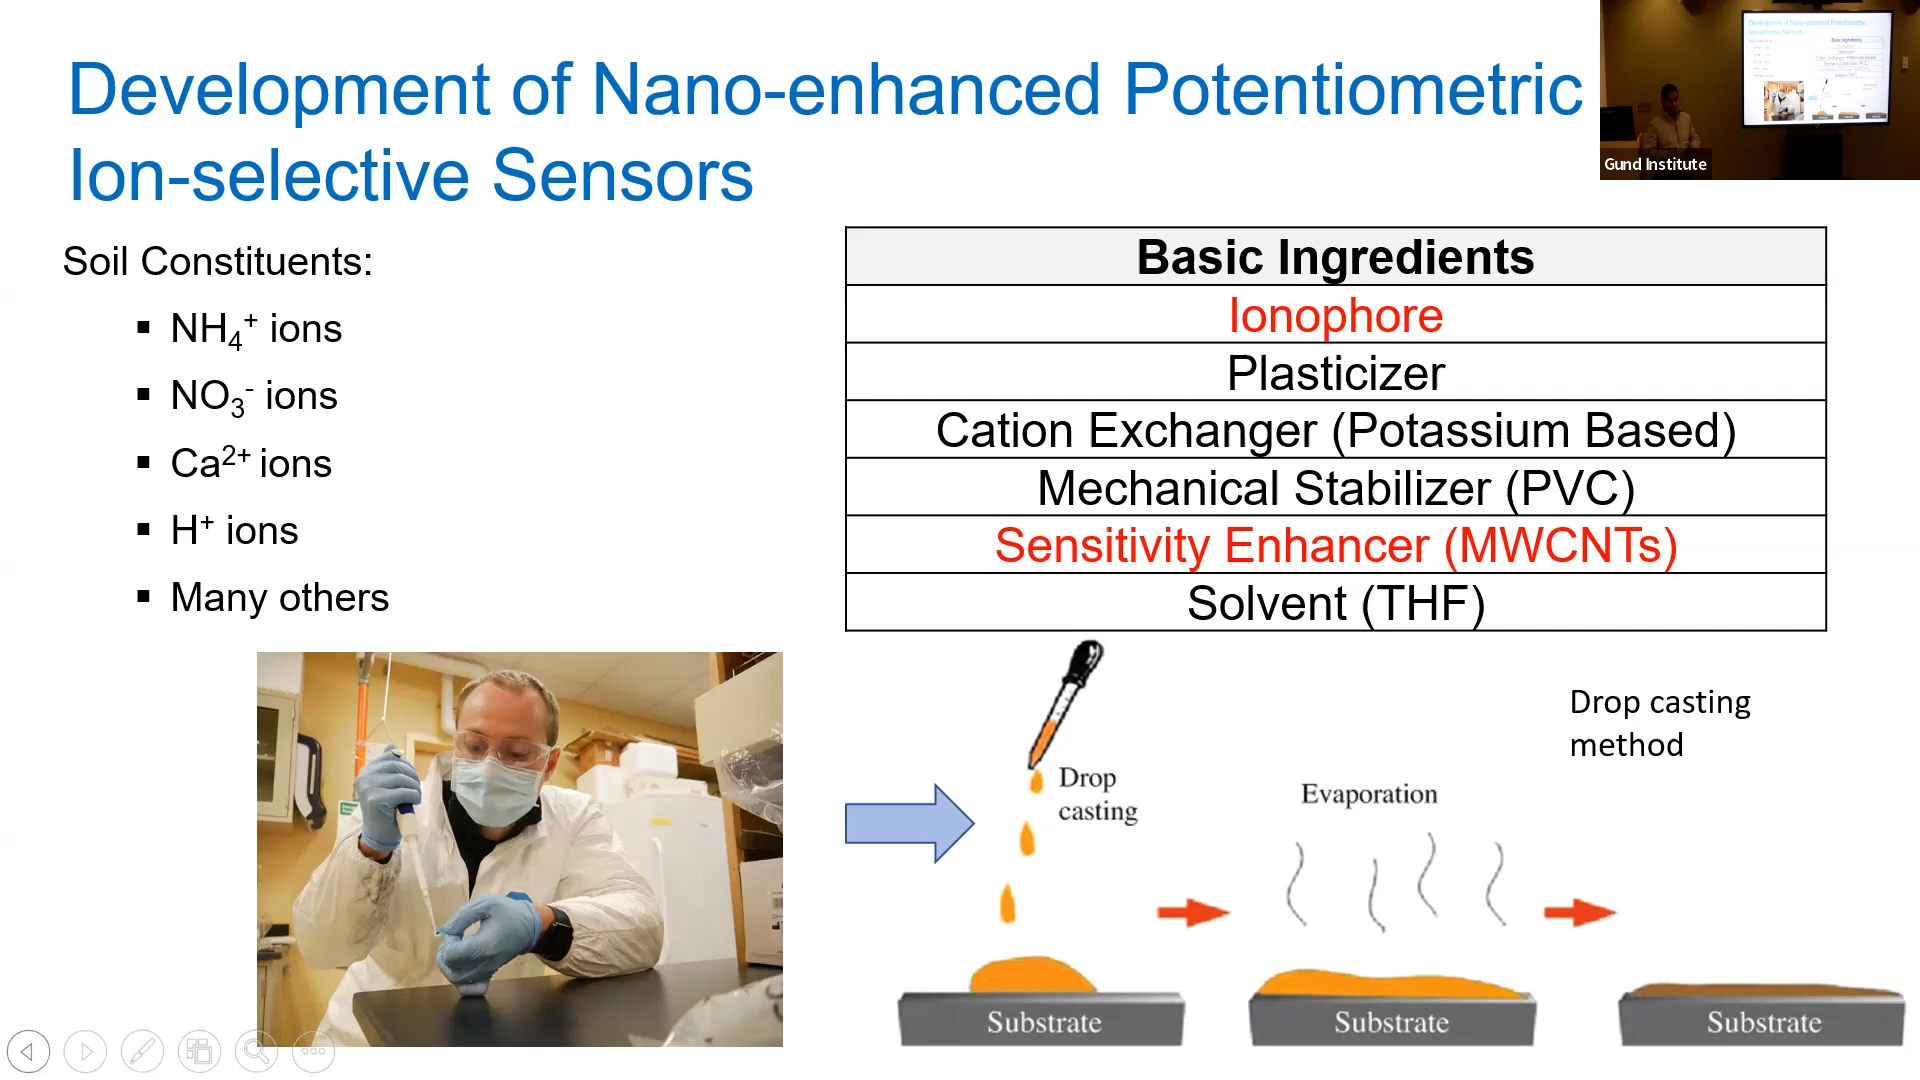 Development of Nano-enhanced Potentiometric
Ion-selective Sensors
Gund Institute
Soil Constituents:
▪ NH₄⁺ ions
▪ NO₃⁻ ions
▪ Ca²⁺ ions
▪ H⁺ ions
▪ Many others
Basic Ingredients
Ionophore
Plasticizer
Cation Exchanger (Potassium Based)
Mechanical Stabilizer (PVC)
Sensitivity Enhancer (MWCNTs)
Solvent (THF)
Drop casting
method
Drop
casting
Evaporation
Substrate
Substrate
Substrate